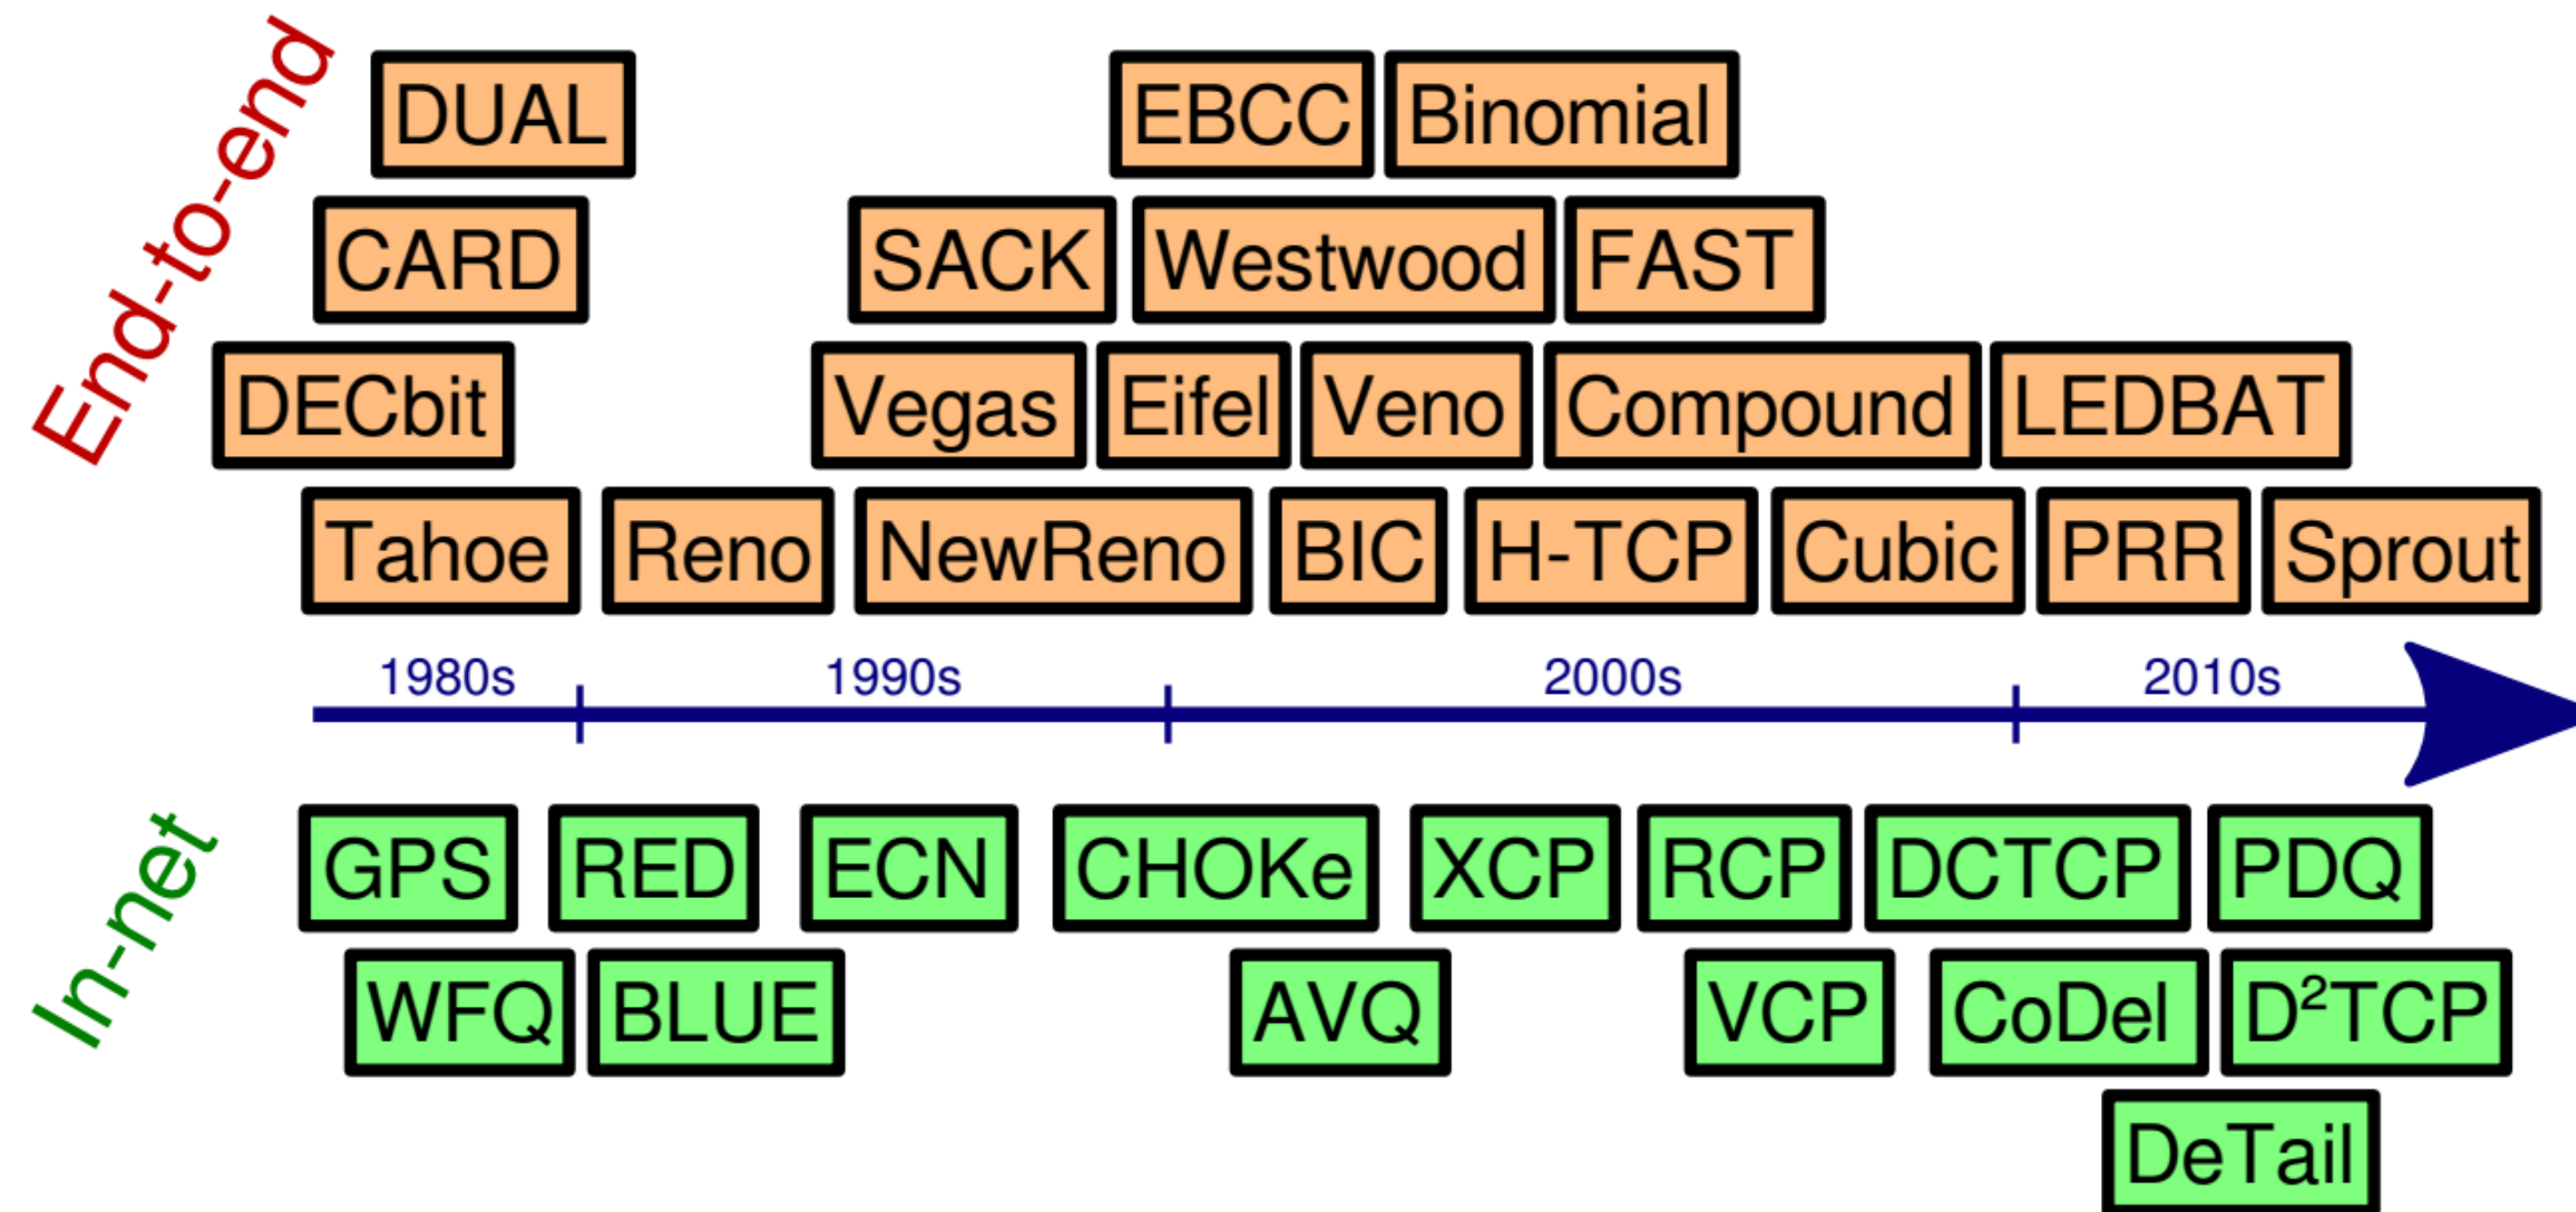 End-to-end
DUAL EBCC Binomial
CARD SACK Westwood FAST
DECbit Vegas Eifel Veno Compound LEDBAT
Tahoe Reno NewReno BIC H-TCP Cubic PRR Sprout
1980s 1990s 2000s 2010s
In-net
GPS RED ECN CHOKe XCP RCP DCTCP PDQ
WFQ BLUE AVQ VCP CoDel D²TCP
DeTail